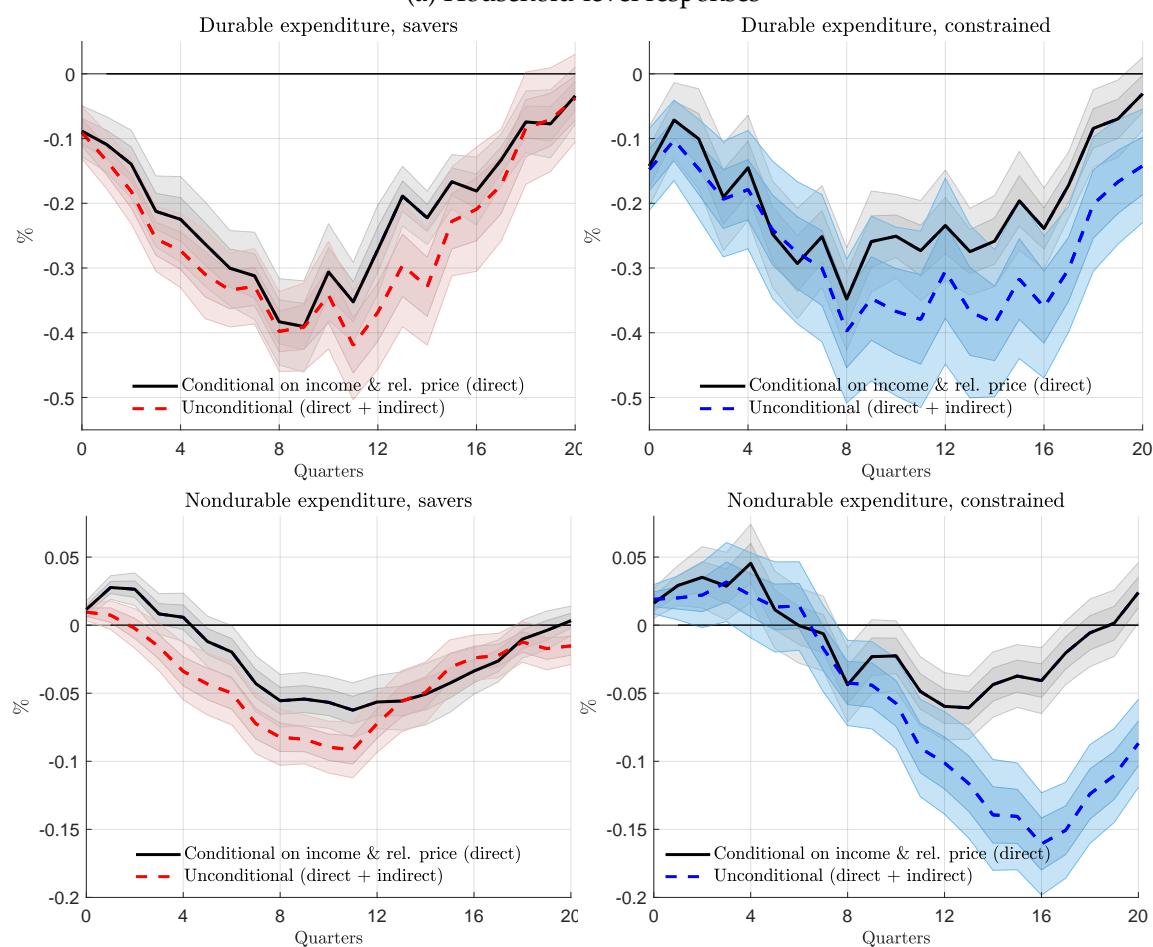 (a) Household-level responses
Durable expenditure, savers
0
-0.1
-0.2
-0.3
-0.4
-0.5
%
Conditional on income & rel. price (direct)
Unconditional (direct + indirect)
0 4 8 12 16 20
Quarters
Durable expenditure, constrained
0
-0.1
-0.2
-0.3
-0.4
-0.5
%
Conditional on income & rel. price (direct)
Unconditional (direct + indirect)
0 4 8 12 16 20
Quarters
Nondurable expenditure, savers
0.05
0
-0.05
-0.1
-0.15
-0.2
%
Conditional on income & rel. price (direct)
Unconditional (direct + indirect)
0 4 8 12 16 20
Quarters
Nondurable expenditure, constrained
0.05
0
-0.05
-0.1
-0.15
-0.2
%
Conditional on income & rel. price (direct)
Unconditional (direct + indirect)
0 4 8 12 16 20
Quarters